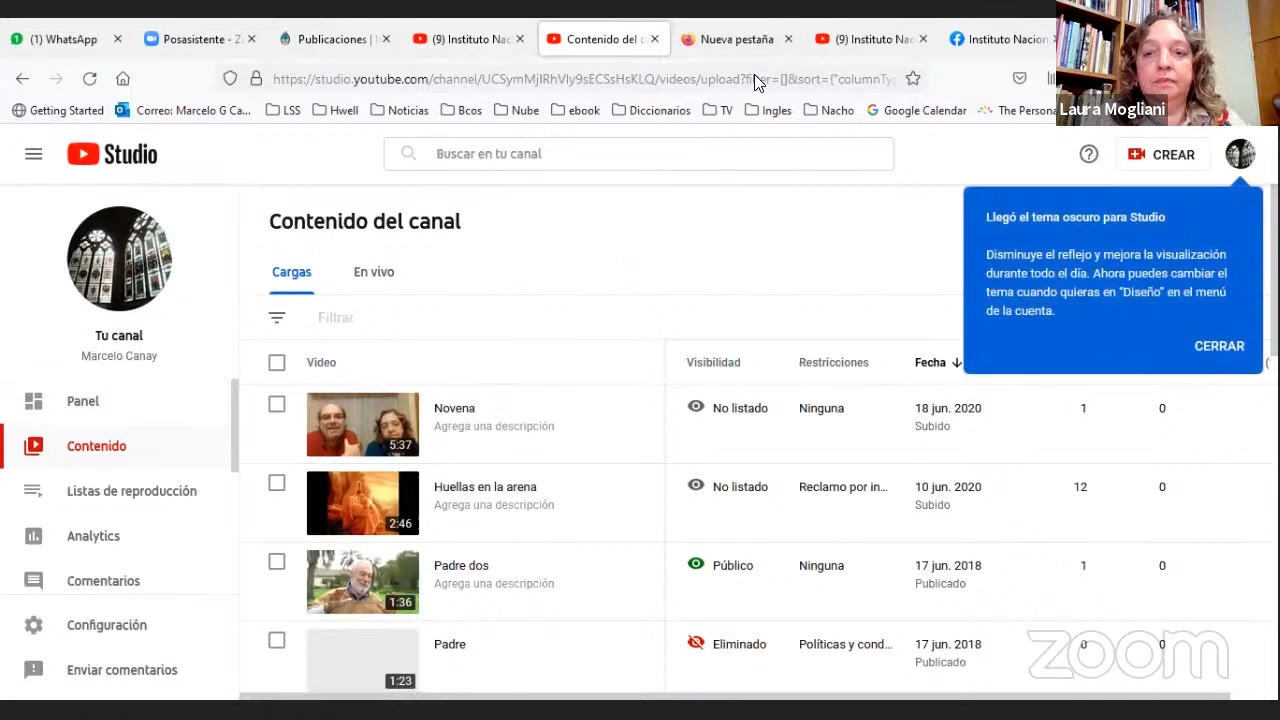 (1) WhatsApp
Posasistente - Z
Publicaciones |
(9) Instituto Na
Contenido del c
Nueva pestaña
(9) Instituto Na
Instituto Nacion
https://studio.youtube.com/channel/UCSymMjIRhVly9sECSsHsKLQ/videos/upload?filter=[]&sort={"columnTy
Getting Started
Correo: Marcelo G Ca...
LSS
Hwell
Noticias
Bcos
Nube
ebook
Diccionarios
TV
Ingles
Nacho
Google Calendar
The Persona
Laura Mogliani
Studio
Buscar en tu canal
CREAR
Contenido del canal
Llegó el tema oscuro para Studio
Disminuye el reflejo y mejora la visualización
durante todo el día. Ahora puedes cambiar el
tema cuando quieras en "Diseño" en el menú
de la cuenta.
CERRAR
Cargas
En vivo
Filtrar
Tu canal
Marcelo Canay
Panel
Contenido
Listas de reproducción
Analytics
Comentarios
Configuración
Enviar comentarios
Video
Visibilidad
Restricciones
Fecha
5:37
Novena
Agrega una descripción
No listado
Ninguna
18 jun. 2020
Subido
1
0
2:46
Huellas en la arena
Agrega una descripción
No listado
Reclamo por in...
10 jun. 2020
Subido
12
0
1:36
Padre dos
Agrega una descripción
Público
Ninguna
17 jun. 2018
Publicado
1
0
1:23
Padre
Eliminado
Políticas y cond...
17 jun. 2018
Publicado
0
0
zoom